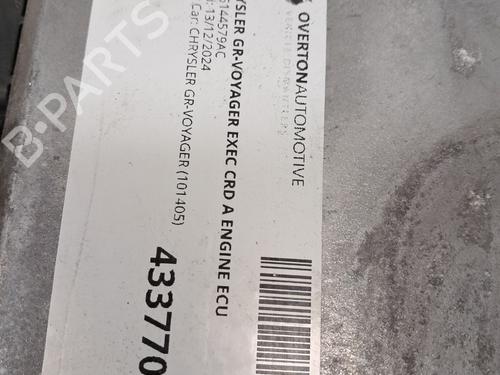 OVERTONAUTOMOTIVE
YSLER GR-VOYAGER EXEC CRD A ENGINE ECU
5144579AC
:13/12/2024
Car: CHRYSLER GR-VOYAGER (101405)
433770
B-PARTS